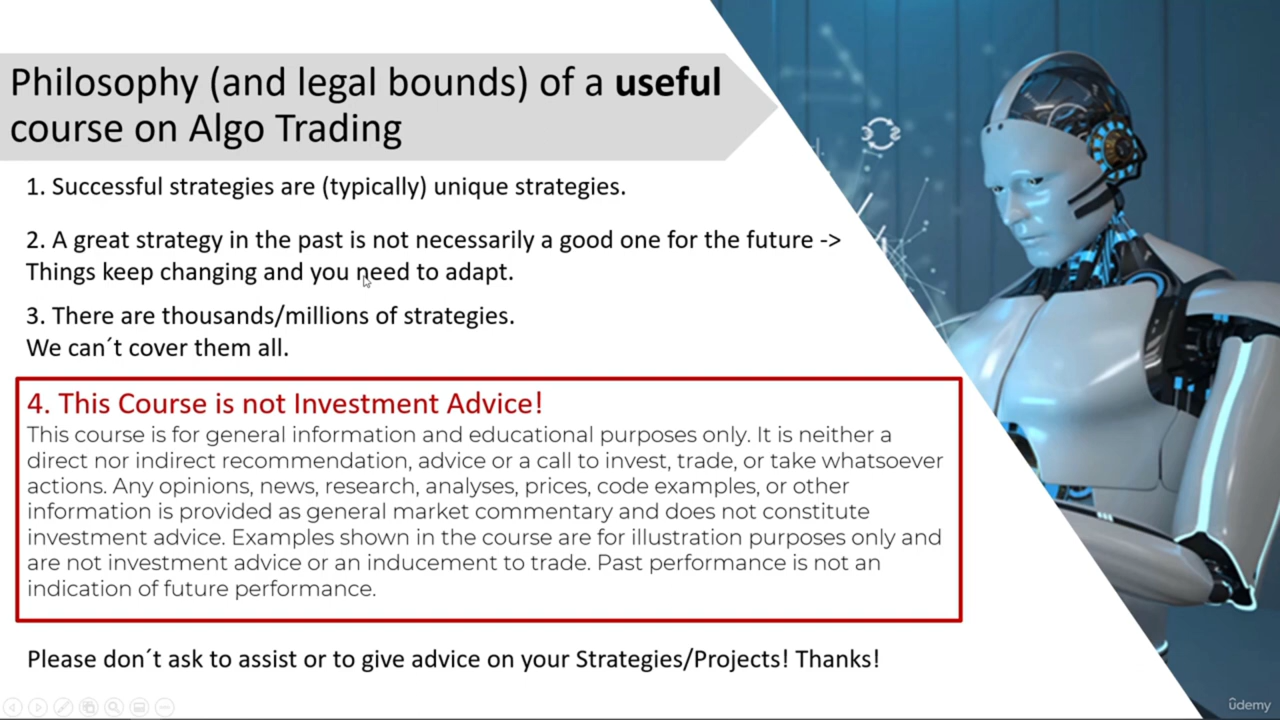 Philosophy (and legal bounds) of a useful
course on Algo Trading
1. Successful strategies are (typically) unique strategies.
2. A great strategy in the past is not necessarily a good one for the future ->
Things keep changing and you need to adapt.
3. There are thousands/millions of strategies.
We can´t cover them all.
4. This Course is not Investment Advice!
This course is for general information and educational purposes only. It is neither a
direct nor indirect recommendation, advice or a call to invest, trade, or take whatsoever
actions. Any opinions, news, research, analyses, prices, code examples, or other
information is provided as general market commentary and does not constitute
investment advice. Examples shown in the course are for illustration purposes only and
are not investment advice or an inducement to trade. Past performance is not an
indication of future performance.
Please don´t ask to assist or to give advice on your Strategies/Projects! Thanks!
ûdemy